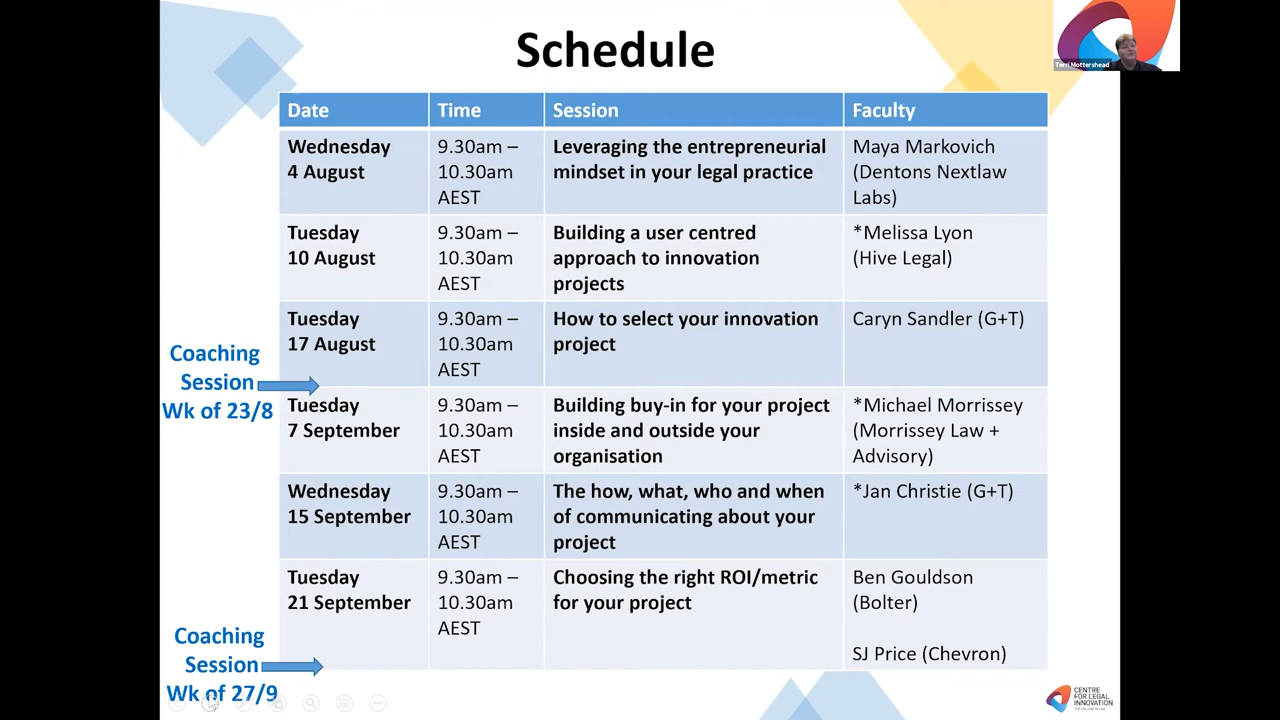 Schedule
Terri Mottershead
Date Time Session Faculty
Wednesday
4 August
9.30am –
10.30am
AEST
Leveraging the entrepreneurial
mindset in your legal practice
Maya Markovich
(Dentons Nextlaw
Labs)
Tuesday
10 August
9.30am –
10.30am
AEST
Building a user centred
approach to innovation
projects
*Melissa Lyon
(Hive Legal)
Tuesday
17 August
9.30am –
10.30am
AEST
How to select your innovation
project
Caryn Sandler (G+T)
Coaching
Session
Wk of 23/8
Tuesday
7 September
9.30am –
10.30am
AEST
Building buy-in for your project
inside and outside your
organisation
*Michael Morrissey
(Morrissey Law +
Advisory)
Wednesday
15 September
9.30am –
10.30am
AEST
The how, what, who and when
of communicating about your
project
*Jan Christie (G+T)
Tuesday
21 September
9.30am –
10.30am
AEST
Choosing the right ROI/metric
for your project
Ben Gouldson
(Bolter)
SJ Price (Chevron)
Coaching
Session
Wk of 27/9
CENTRE
FOR LEGAL
INNOVATION
THE COLLEGE OF LAW